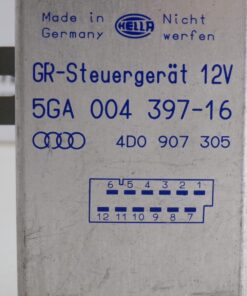 Made in
Germany
HELLA
Nicht
werfen
GR-Steuergerät 12V
5GA 004 397-16
4D0 907 305
6 5 4 3 2 1
12 11 10 9 8 7